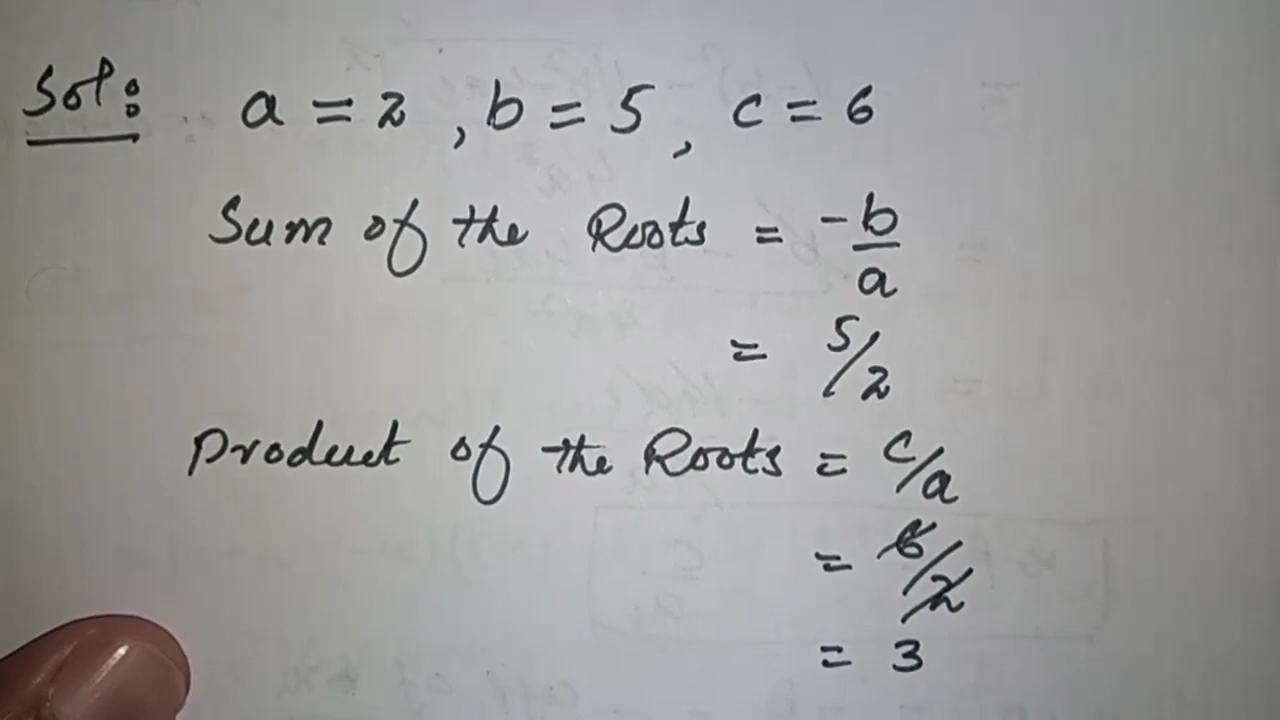 Sol:
a = 2, b = 5, c = 6
Sum of the Roots = -b/a
= 5/2
Product of the Roots = c/a
= 6/2
= 3